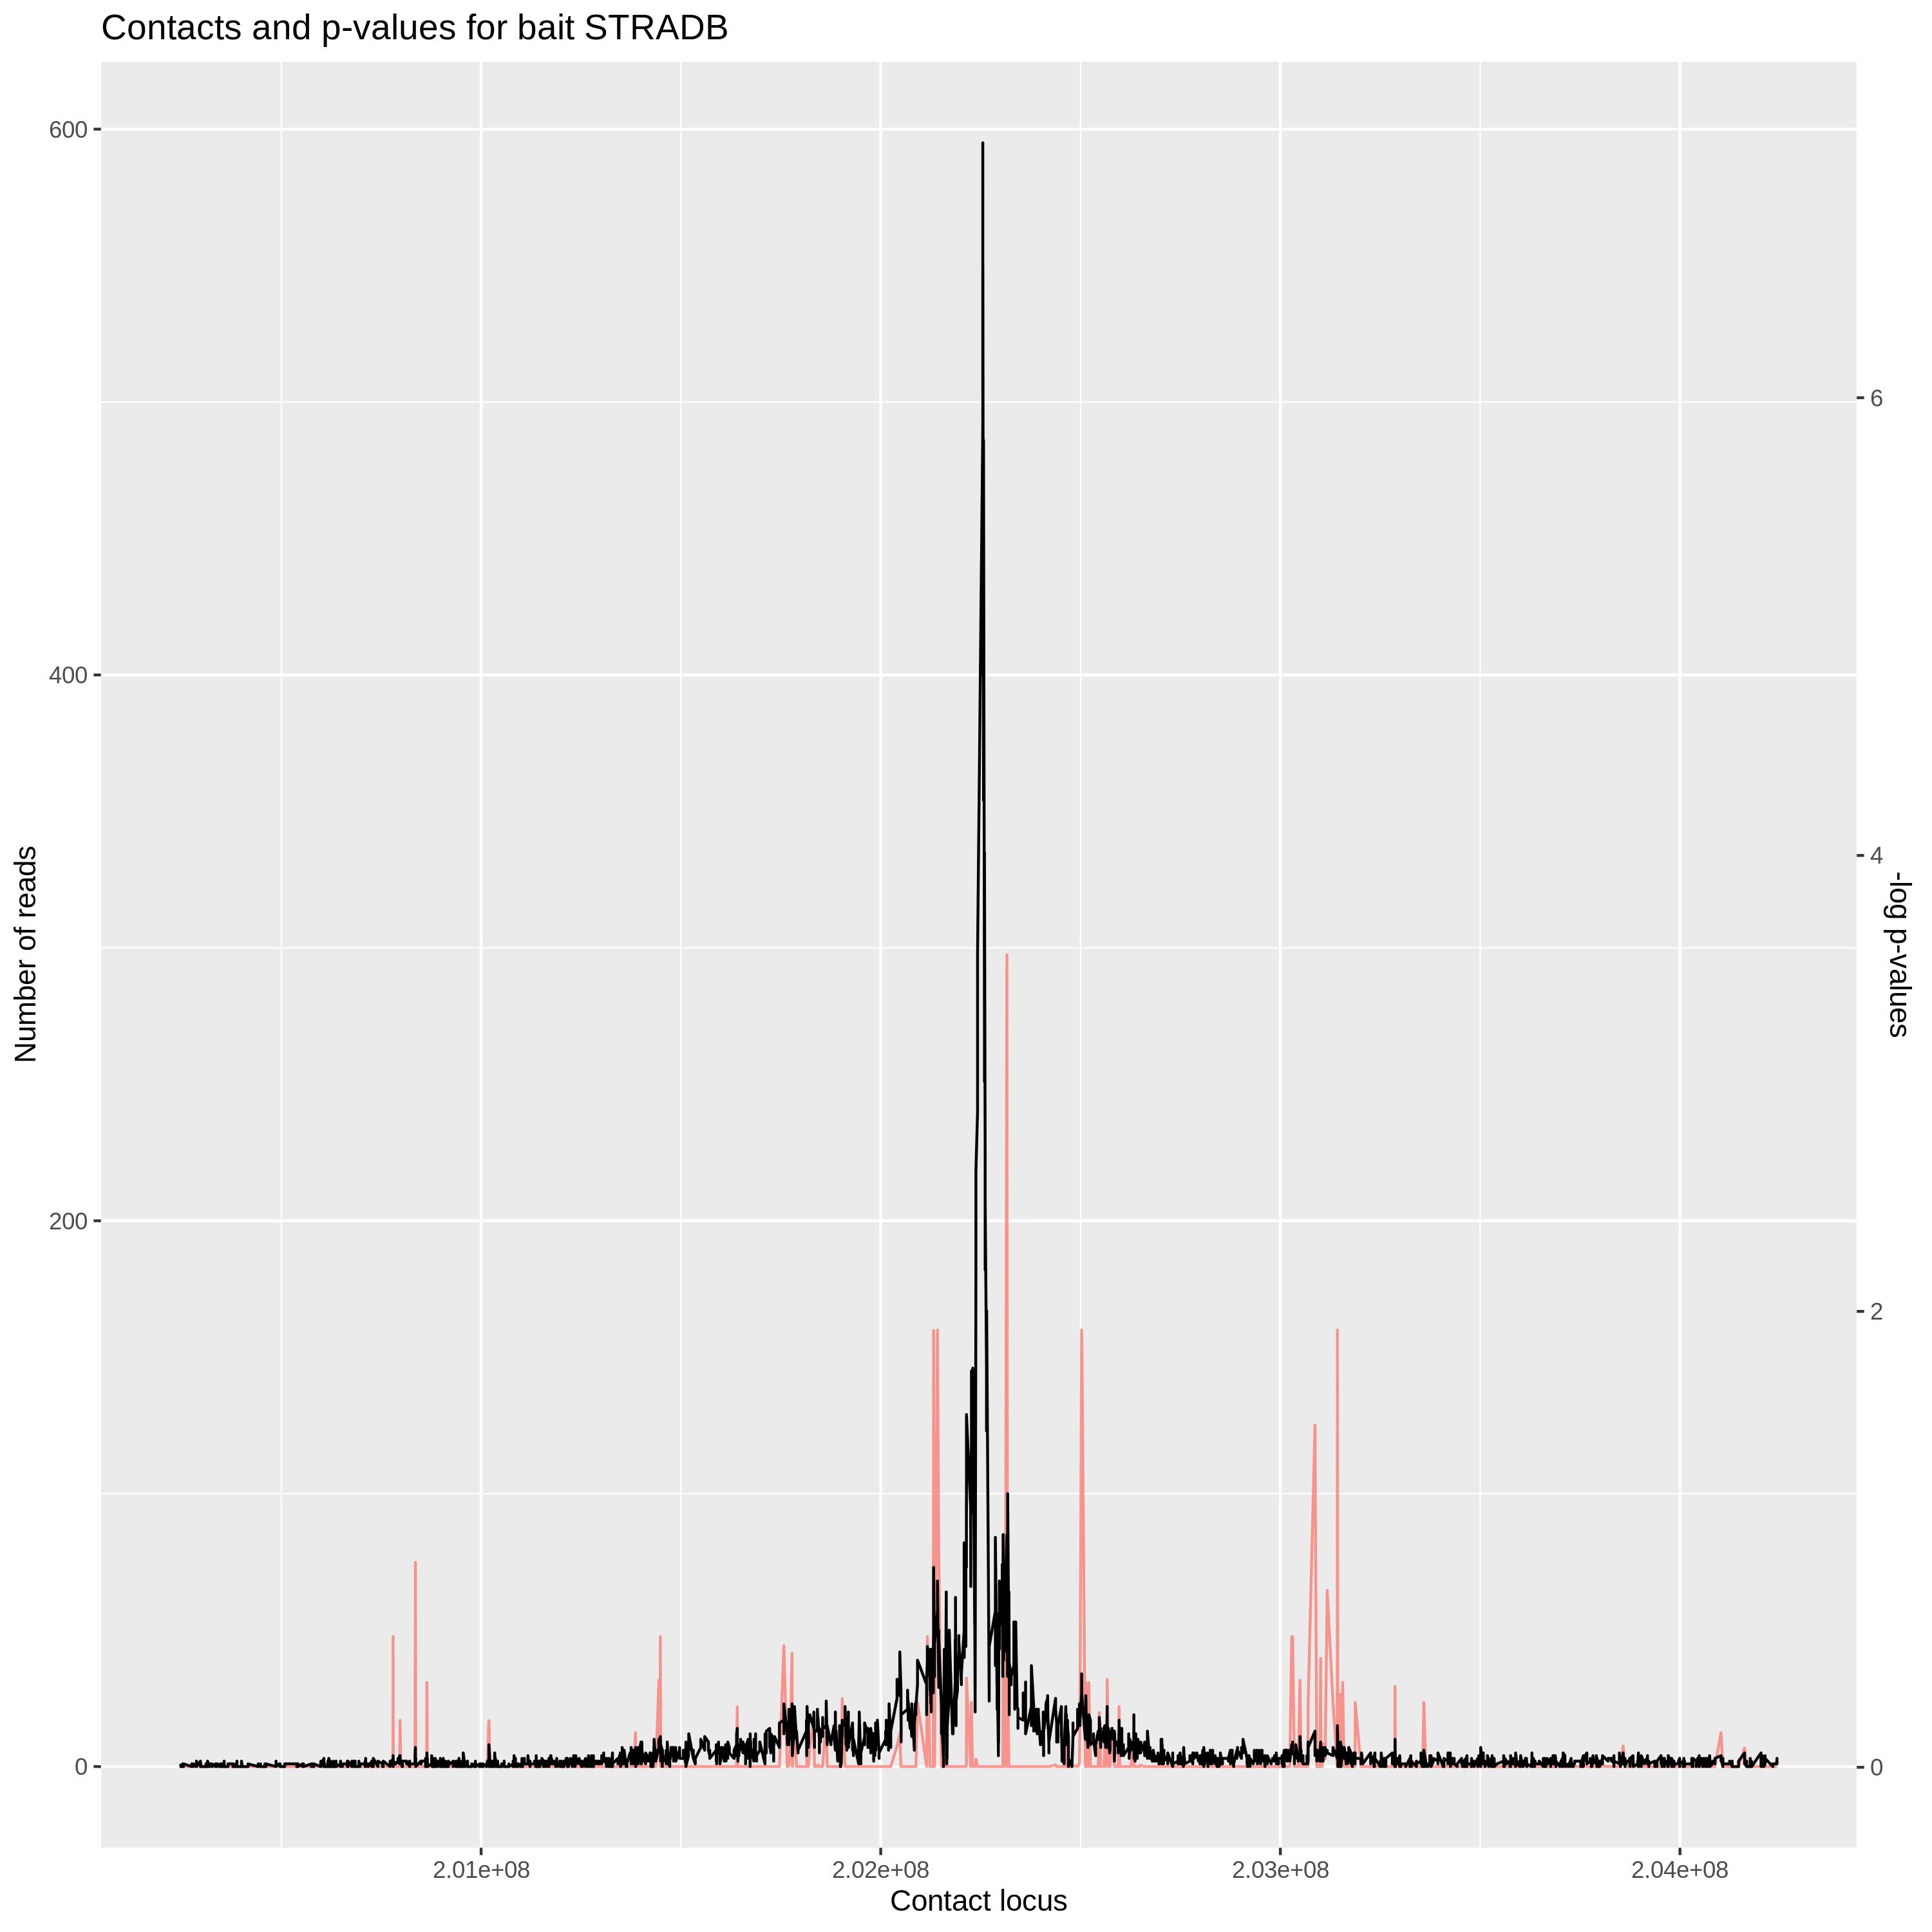 Contacts and p-values for bait STRADB
600
400
200
0
Number of reads
6
4
2
0
-log p-values
2.01e+08 2.02e+08 2.03e+08 2.04e+08
Contact locus